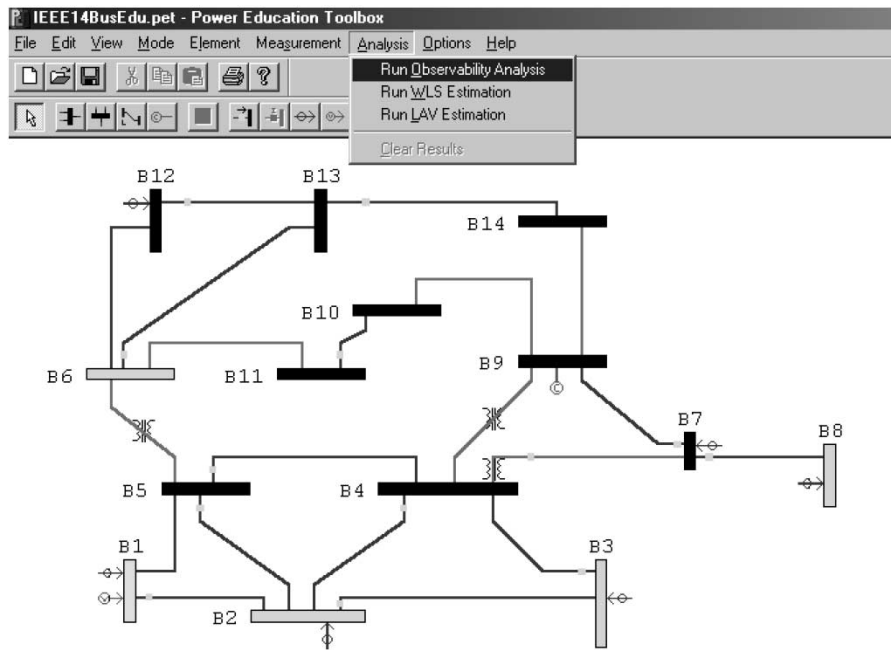 IEEE14BusEdu.pet - Power Education Toolbox
File Edit View Mode Element Measurement Analysis Options Help
Run Observability Analysis
Run WLS Estimation
Run LAV Estimation
Clear Results
B12 B13
B14
B10
B6 B11 B9
B7
B8
B5 B4
B1 B3
B2